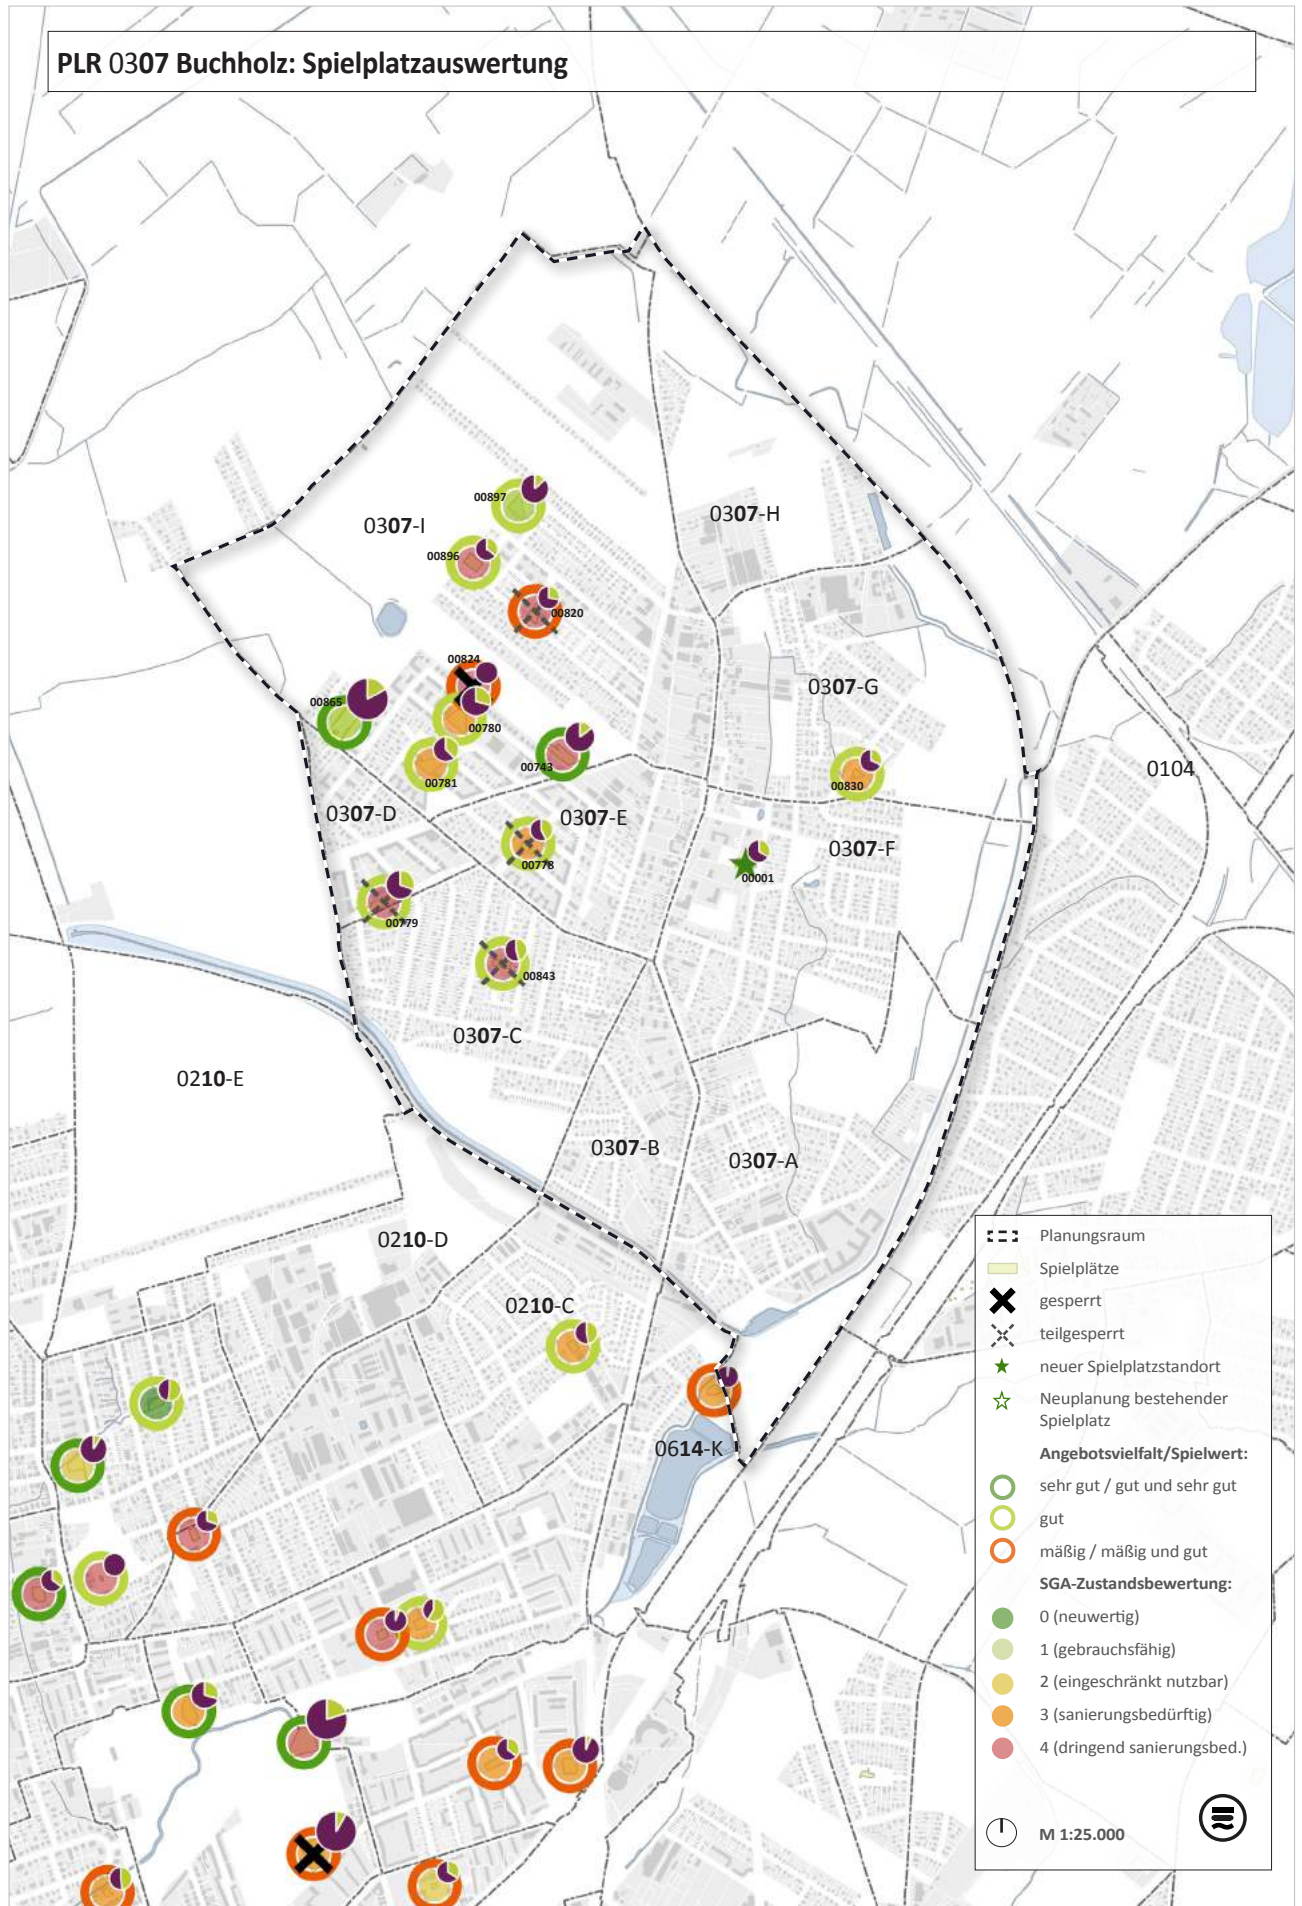 PLR 0307 Buchholz: Spielplatzauswertung
00897
0307-I
0307-H
00896
00820
00824
0307-G
00865
00780
00743
00781
00830
0104
0307-D
0307-E
0307-F
00778
00001
00779
00843
0307-C
0210-E
0307-B
0307-A
0210-D
0210-C
0614-K
Planungsraum
Spielplätze
gesperrt
teilgesperrt
neuer Spielplatzstandort
Neuplanung bestehender
Spielplatz
Angebotsvielfalt/Spielwert:
sehr gut / gut und sehr gut
gut
mäßig / mäßig und gut
SGA-Zustandsbewertung:
0 (neuwertig)
1 (gebrauchsfähig)
2 (eingeschränkt nutzbar)
3 (sanierungsbedürftig)
4 (dringend sanierungsbed.)
M 1:25.000